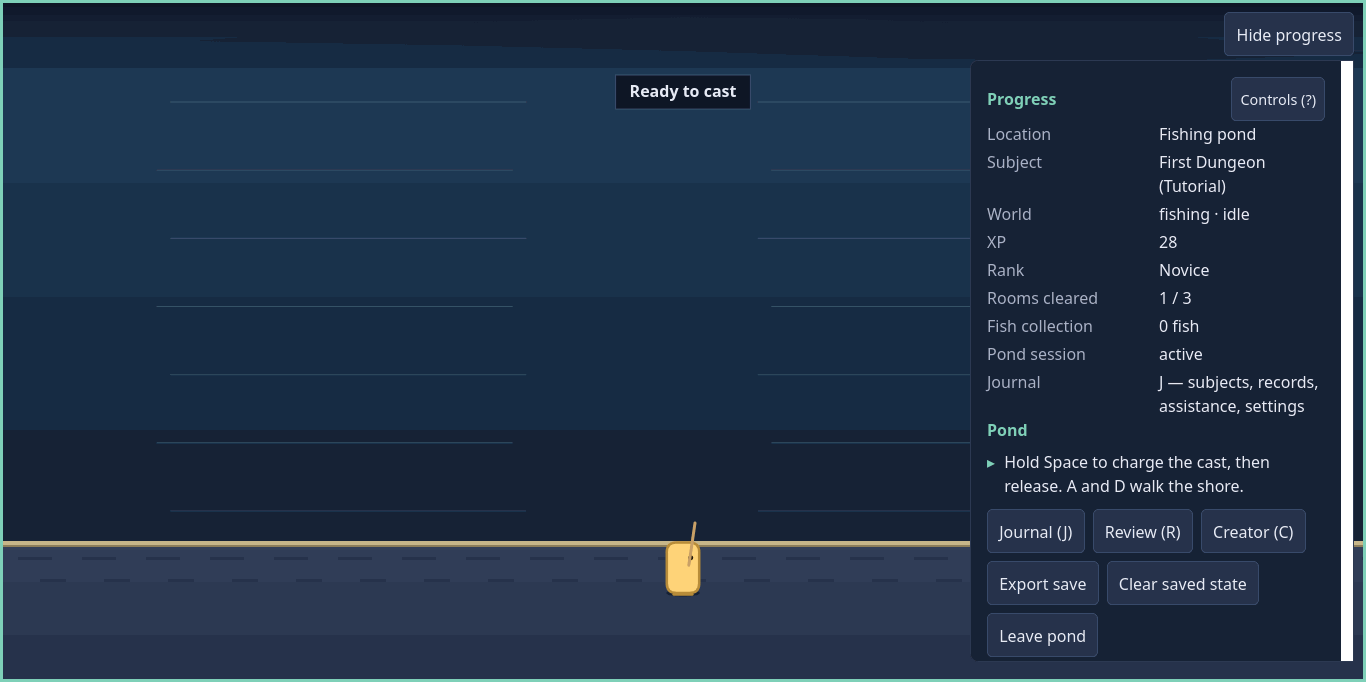 Hide progress
Ready to cast
Progress
Controls (?)
Location Fishing pond
Subject First Dungeon
(Tutorial)
World fishing · idle
XP 28
Rank Novice
Rooms cleared 1 / 3
Fish collection 0 fish
Pond session active
Journal J — subjects, records,
assistance, settings
Pond
▸ Hold Space to charge the cast, then
release. A and D walk the shore.
Journal (J) Review (R) Creator (C)
Export save Clear saved state
Leave pond